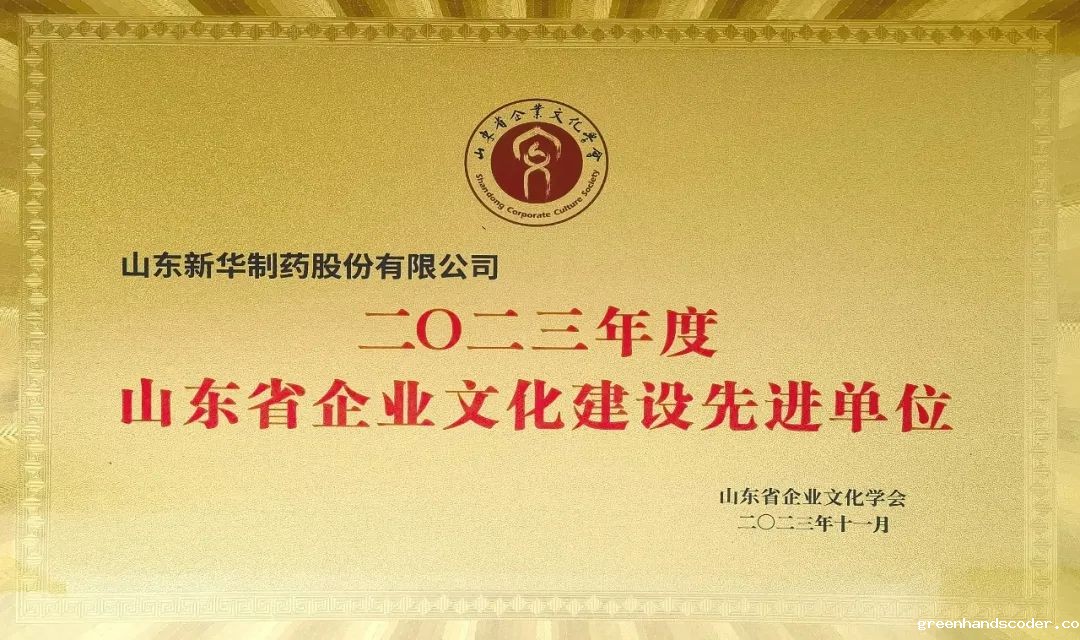 山东省企業文化学会
Shandong Corporate Culture Society
山东新华制药股份有限公司
二〇二三年度
山东省企业文化建设先进单位
山东省企业文化学会
二〇二三年十一月
greenhandscoder.co